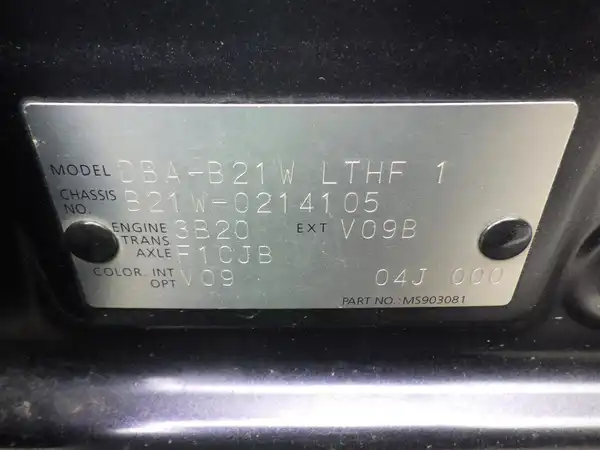 MODEL DBA-B21W LTHF 1
CHASSIS NO. B21W-0214105
ENGINE 3B20 EXT V09B
TRANS AXLE F1CJB
COLOR. INT V09 04J 000
OPT
PART NO.:MS903081